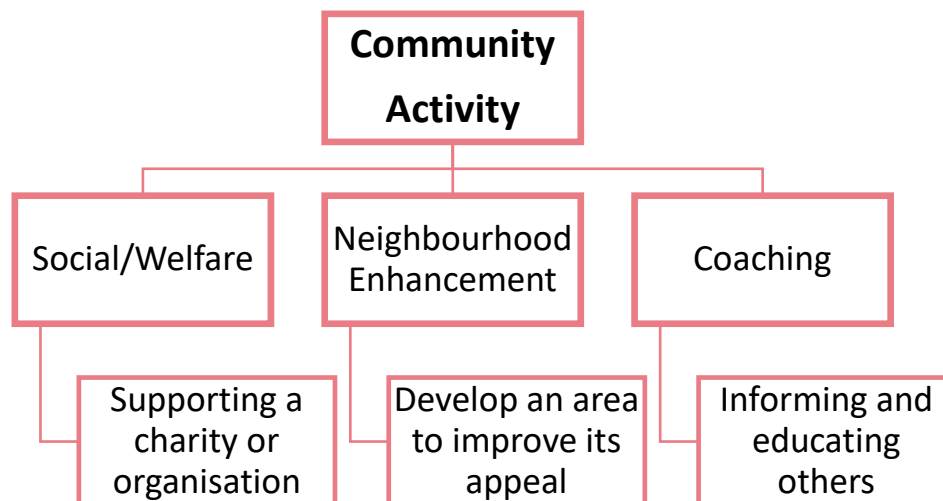 Community
Activity
Social/Welfare
Neighbourhood
Enhancement
Coaching
Supporting a
charity or
organisation
Develop an area
to improve its
appeal
Informing and
educating
others